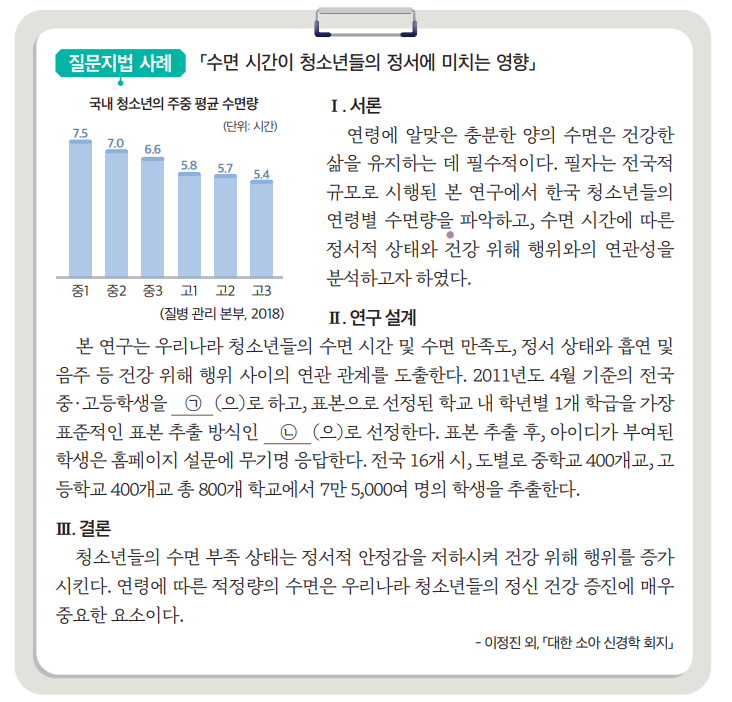 질문지법 사례 「수면 시간이 청소년들의 정서에 미치는 영향」
국내 청소년의 주중 평균 수면량
(단위: 시간)
7.5 7.0 6.6 5.8 5.7 5.4
중1 중2 중3 고1 고2 고3
(질병 관리 본부, 2018)
Ⅰ. 서론
연령에 알맞은 충분한 양의 수면은 건강한
삶을 유지하는 데 필수적이다. 필자는 전국적
규모로 시행된 본 연구에서 한국 청소년들의
연령별 수면량을 파악하고, 수면 시간에 따른
정서적 상태와 건강 위해 행위와의 연관성을
분석하고자 하였다.
Ⅱ. 연구 설계
본 연구는 우리나라 청소년들의 수면 시간 및 수면 만족도, 정서 상태와 흡연 및
음주 등 건강 위해 행위 사이의 연관 관계를 도출한다. 2011년도 4월 기준의 전국
중·고등학생을 ㉠ (으)로 하고, 표본으로 선정된 학교 내 학년별 1개 학급을 가장
표준적인 표본 추출 방식인 ㉡ (으)로 선정한다. 표본 추출 후, 아이디가 부여된
학생은 홈페이지 설문에 무기명 응답한다. 전국 16개 시, 도별로 중학교 400개교, 고
등학교 400개교 총 800개 학교에서 7만 5,000여 명의 학생을 추출한다.
Ⅲ. 결론
청소년들의 수면 부족 상태는 정서적 안정감을 저하시켜 건강 위해 행위를 증가
시킨다. 연령에 따른 적정량의 수면은 우리나라 청소년들의 정신 건강 증진에 매우
중요한 요소이다.
- 이정진 외, 「대한 소아 신경학 회지」